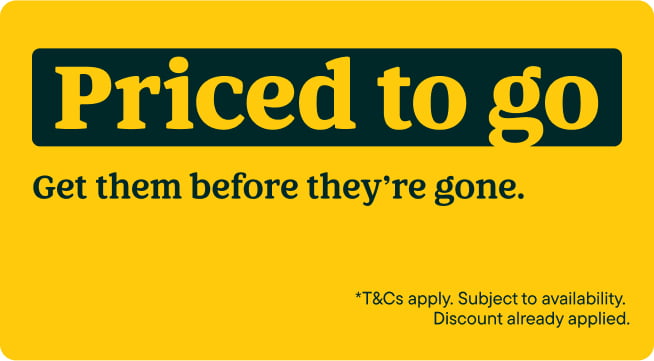 Priced to go
Get them before they’re gone.
*T&Cs apply. Subject to availability.
Discount already applied.